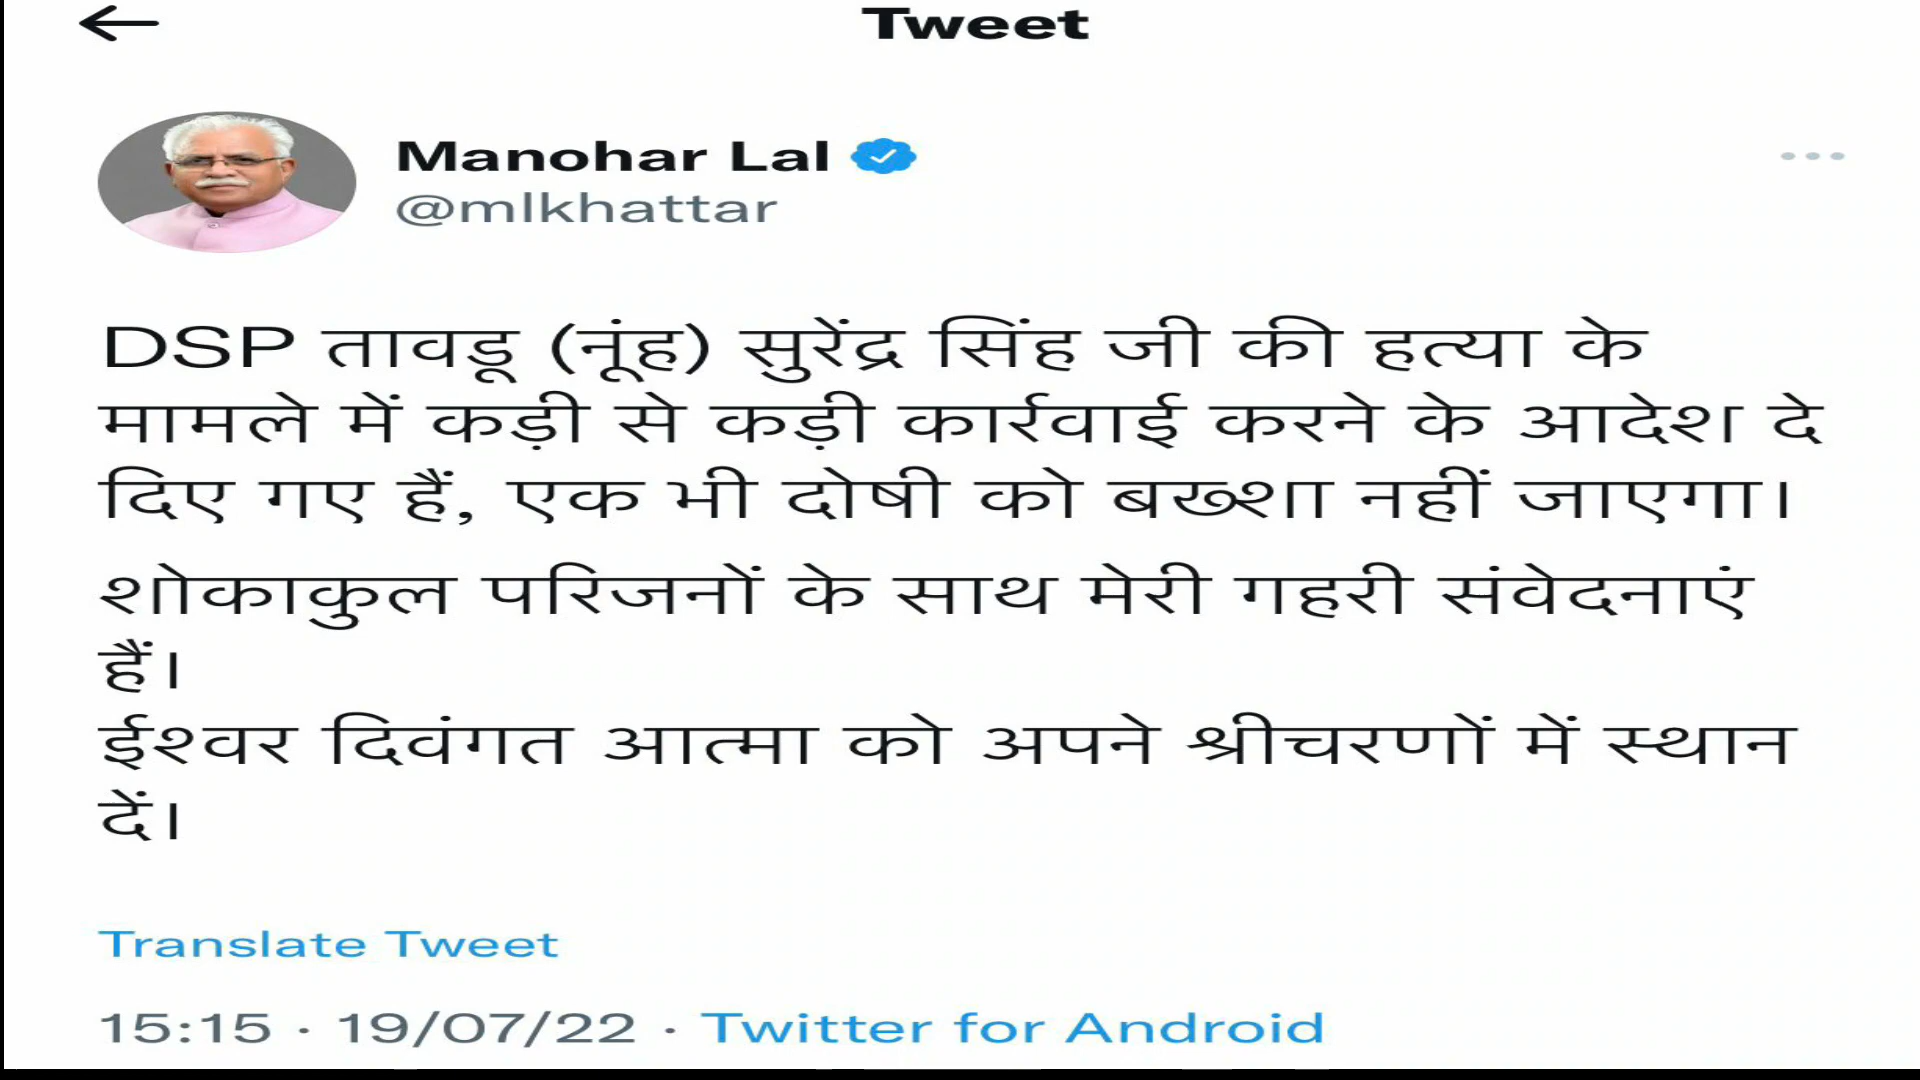 Tweet
Manohar Lal
@mlkhattar
DSP तावडू (नूंह) सुरेंद्र सिंह जी की हत्या के
मामले में कड़ी से कड़ी कार्रवाई करने के आदेश दे
दिए गए हैं, एक भी दोषी को बख्शा नहीं जाएगा।
शोकाकुल परिजनों के साथ मेरी गहरी संवेदनाएं
हैं।
ईश्वर दिवंगत आत्मा को अपने श्रीचरणों में स्थान
दें।
Translate Tweet
15:15 · 19/07/22 · Twitter for Android